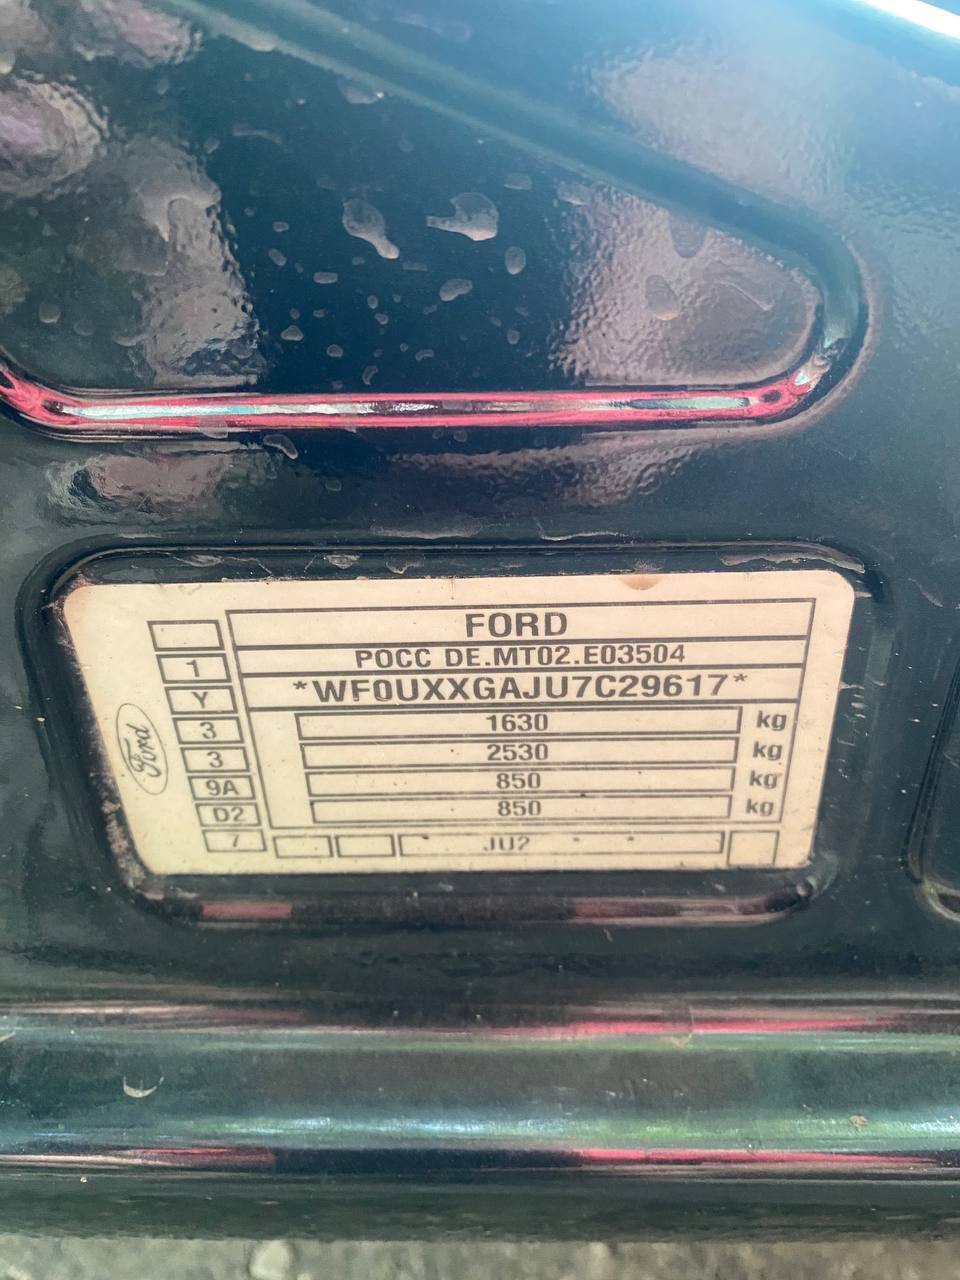 FORD
РОСС DE.MT02.E03504
*WF0UXXGAJU7C29617*
1630 kg
2530 kg
850 kg
850 kg
1
Y
3
3
9A
D2
7
JU2
Ford